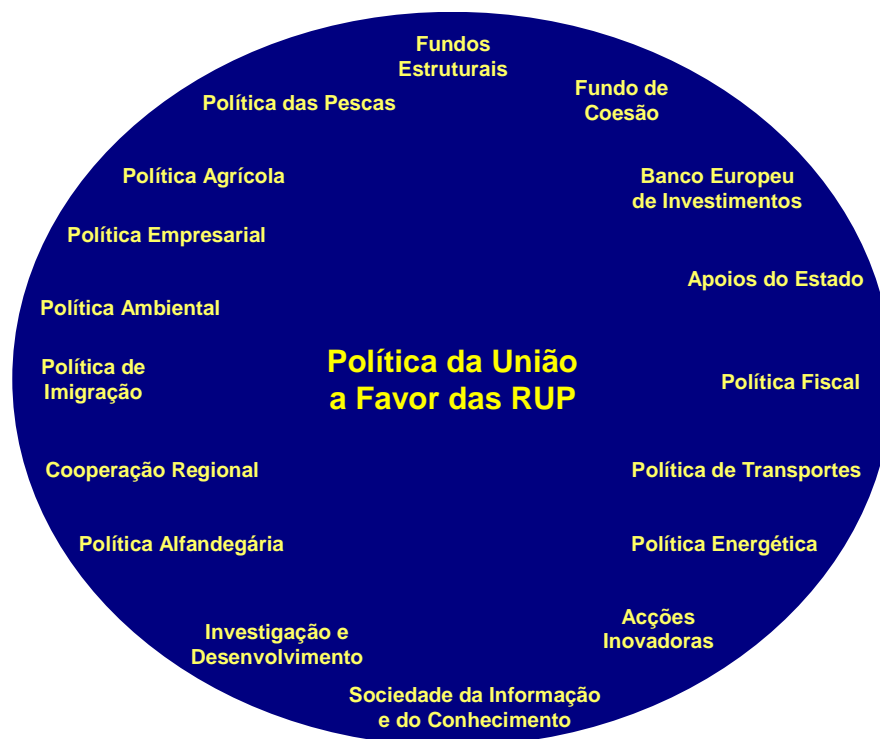 Fundos
Estruturais
Fundo de
Coesão
Política das Pescas
Política Agrícola
Banco Europeu
de Investimentos
Política Empresarial
Apoios do Estado
Política Ambiental
Política de
Imigração
Política da União
a Favor das RUP
Política Fiscal
Cooperação Regional
Política de Transportes
Política Alfandegária
Política Energética
Acções
Inovadoras
Investigação e
Desenvolvimento
Sociedade da Informação
e do Conhecimento